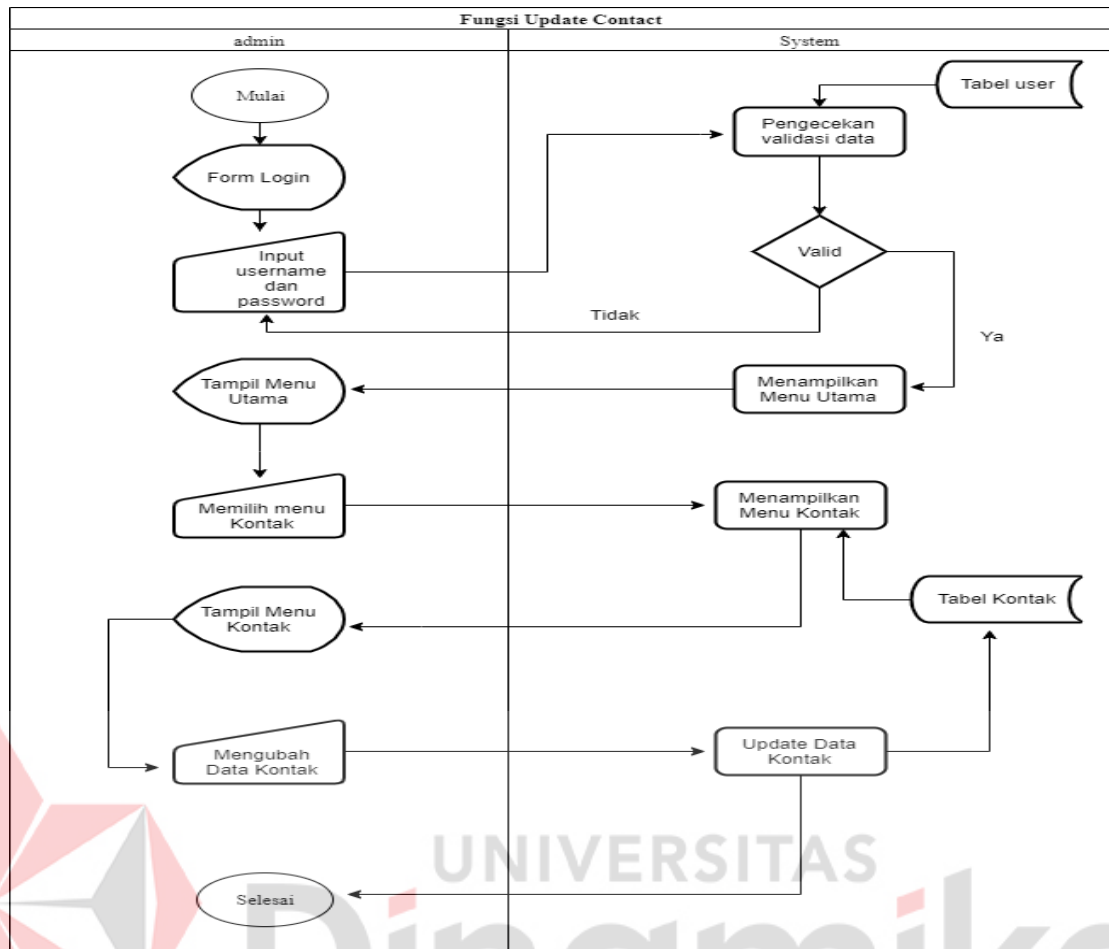 Fungsi Update Contact
admin
System
Mulai
Tabel user
Pengecekan
validasi data
Form Login
Input
username
dan
password
Valid
Tidak
Ya
Tampil Menu
Utama
Menampilkan
Menu Utama
Memilih menu
Kontak
Menampilkan
Menu Kontak
Tampil Menu
Kontak
Tabel Kontak
Mengubah
Data Kontak
Update Data
Kontak
UNIVERSITAS
Dinamika
Selesai